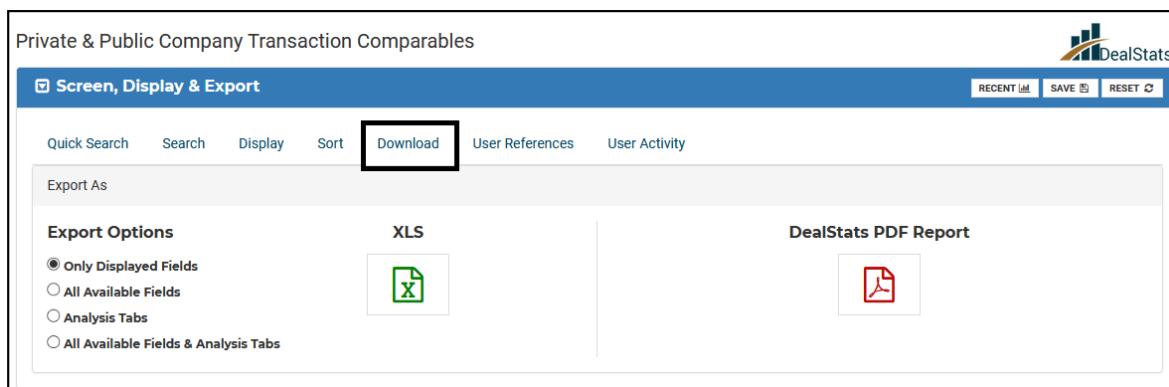 Private & Public Company Transaction Comparables
DealStats
Screen, Display & Export
RECENT SAVE RESET
Quick Search Search Display Sort Download User References User Activity
Export As
Export Options XLS DealStats PDF Report
Only Displayed Fields
All Available Fields
Analysis Tabs
All Available Fields & Analysis Tabs